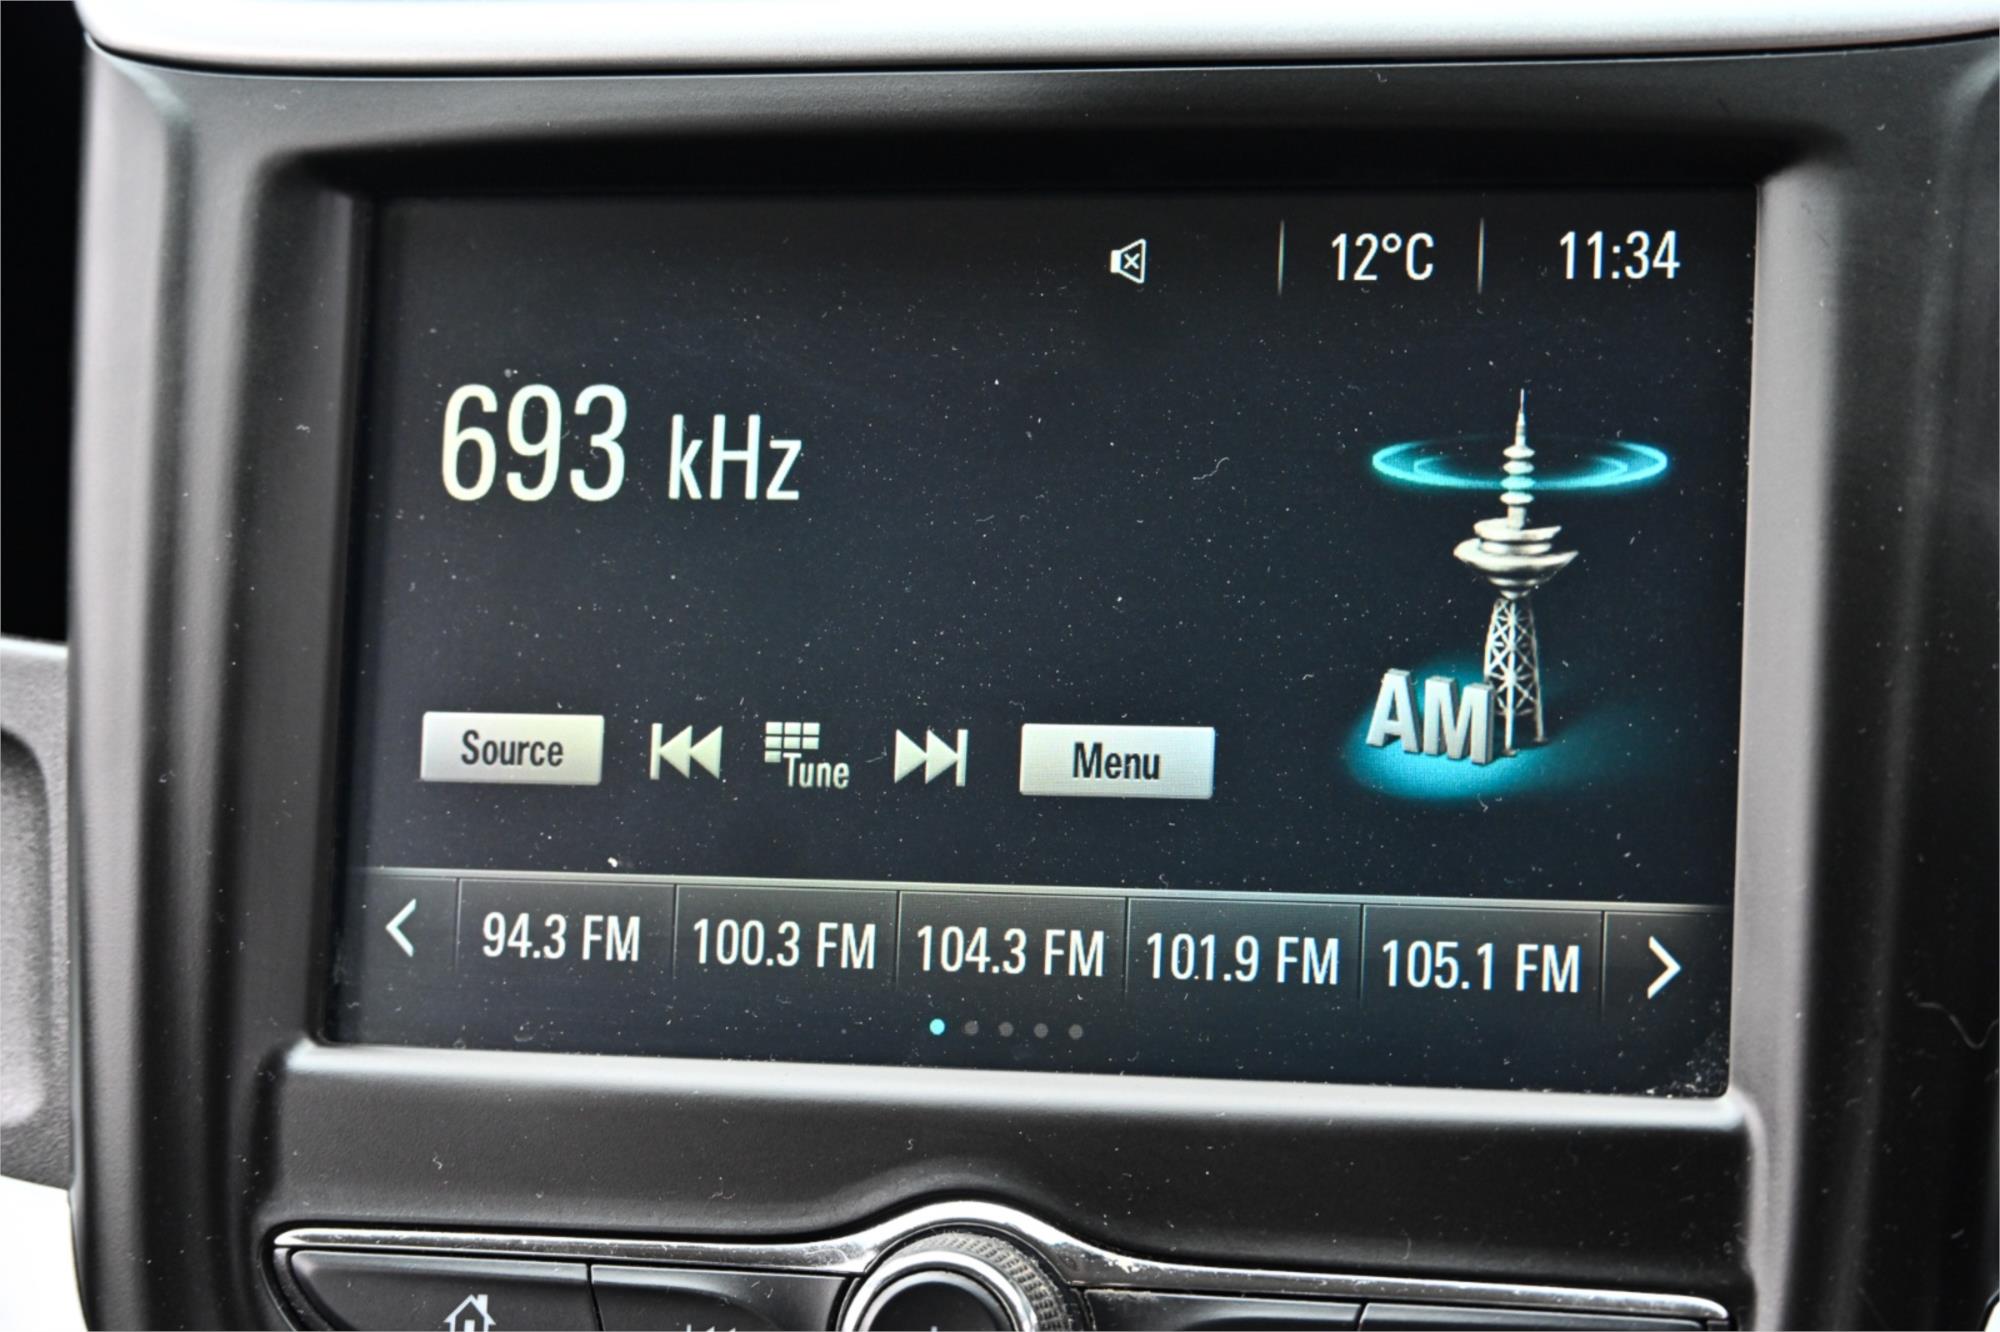 12°C 11:34
693 kHz
AM
Source Tune Menu
94.3 FM 100.3 FM 104.3 FM 101.9 FM 105.1 FM